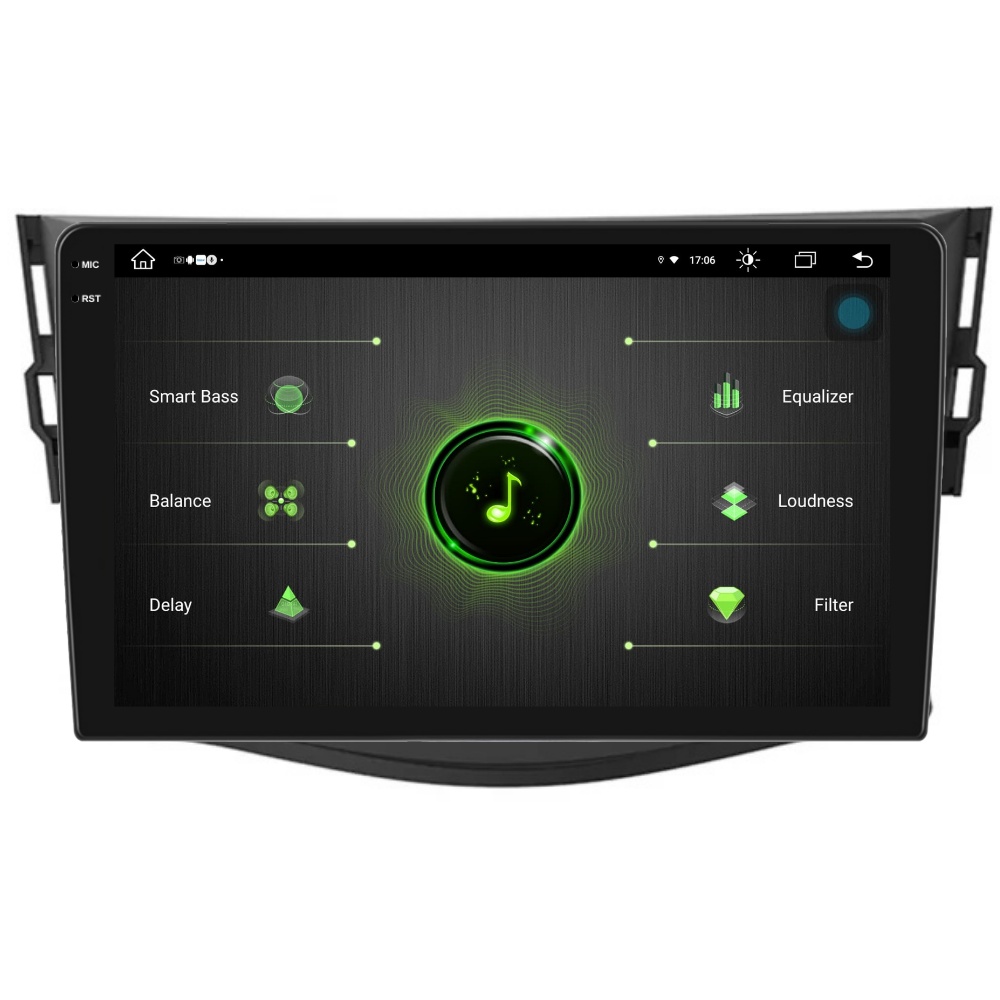 MIC
17:06
RST
Smart Bass
Equalizer
Balance
Loudness
Delay
Filter